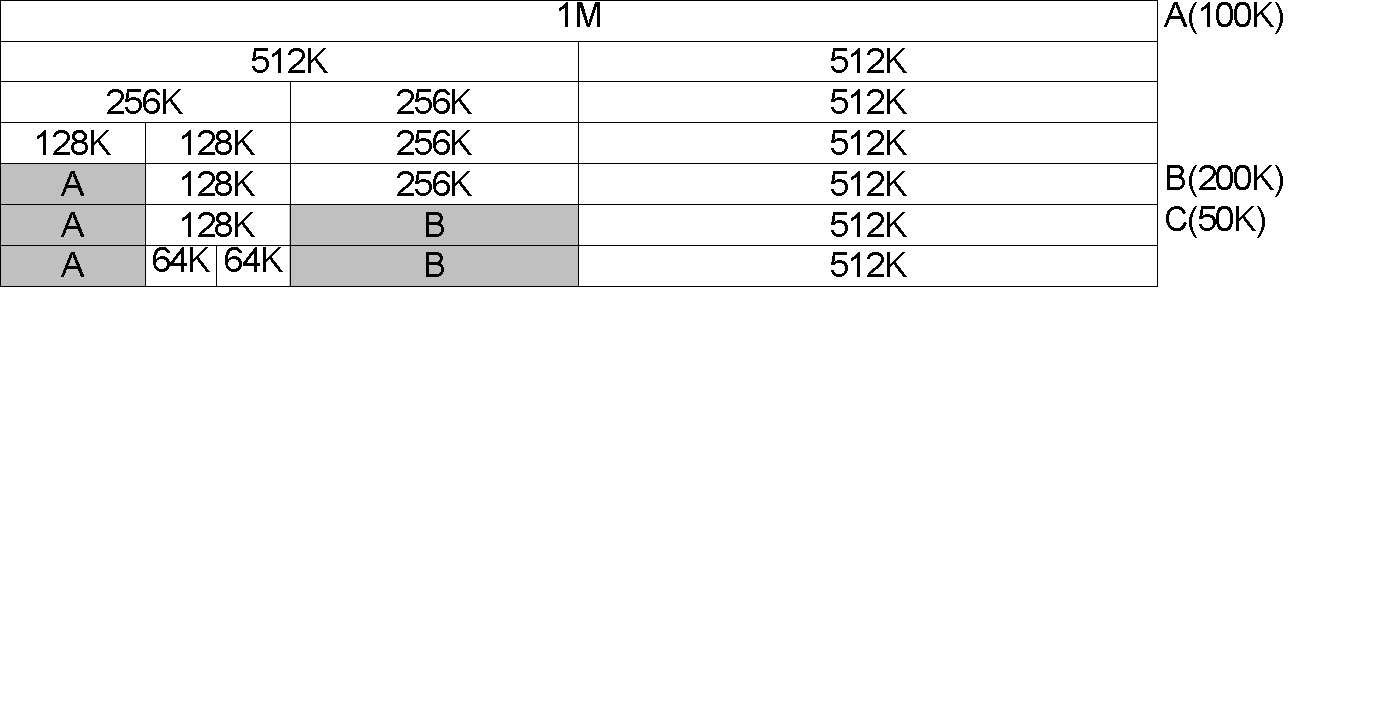 1M A(100K)
512K 512K
256K 256K 512K
128K 128K 256K 512K
A 128K 256K 512K B(200K)
A 128K B 512K C(50K)
A 64K 64K B 512K